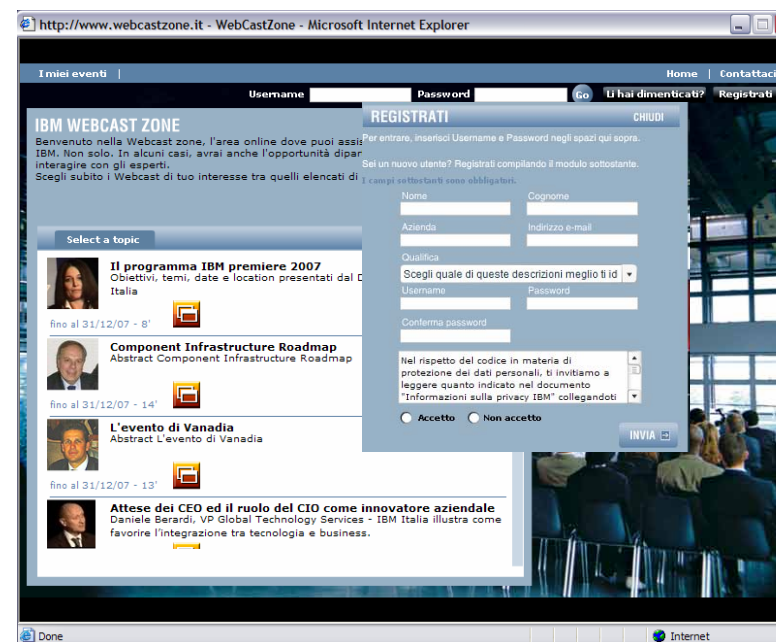 http://www.webcastzone.it - WebCastZone - Microsoft Internet Explorer
I miei eventi |
Home | Contattaci
Username Password Go Li hai dimenticati? Registrati
IBM WEBCAST ZONE
Benvenuto nella Webcast zone, l'area online dove puoi assis
IBM. Non solo. In alcuni casi, avrai anche l'opportunità dipar
interagire con gli esperti.
Scegli subito i Webcast di tuo interesse tra quelli elencati di
REGISTRATI CHIUDI
Per entrare, inserisci Username e Password negli spazi qui sopra.
Sei un nuovo utente? Registrati compilando il modulo sottostante.
I campi sottostanti sono obbligatori.
Nome Cognome
Azienda Indirizzo e-mail
Qualifica
Scegli quale di queste descrizioni meglio ti id
Username Password
Conferma password
Nel rispetto del codice in materia di
protezione dei dati personali, ti invitiamo a
leggere quanto indicato nel documento
"Informazioni sulla privacy IBM" collegandoti
Accetto Non accetto
INVIA
Select a topic
Il programma IBM premiere 2007
Obiettivi, temi, date e location presentati dal D
Italia
fino al 31/12/07 - 8'
Component Infrastructure Roadmap
Abstract Component Infrastructure Roadmap
fino al 31/12/07 - 14'
L'evento di Vanadia
Abstract L'evento di Vanadia
fino al 31/12/07 - 13'
Attese dei CEO ed il ruolo del CIO come innovatore aziendale
Daniele Berardi, VP Global Technology Services - IBM Italia illustra come
favorire l'integrazione tra tecnologia e business.
Done Internet